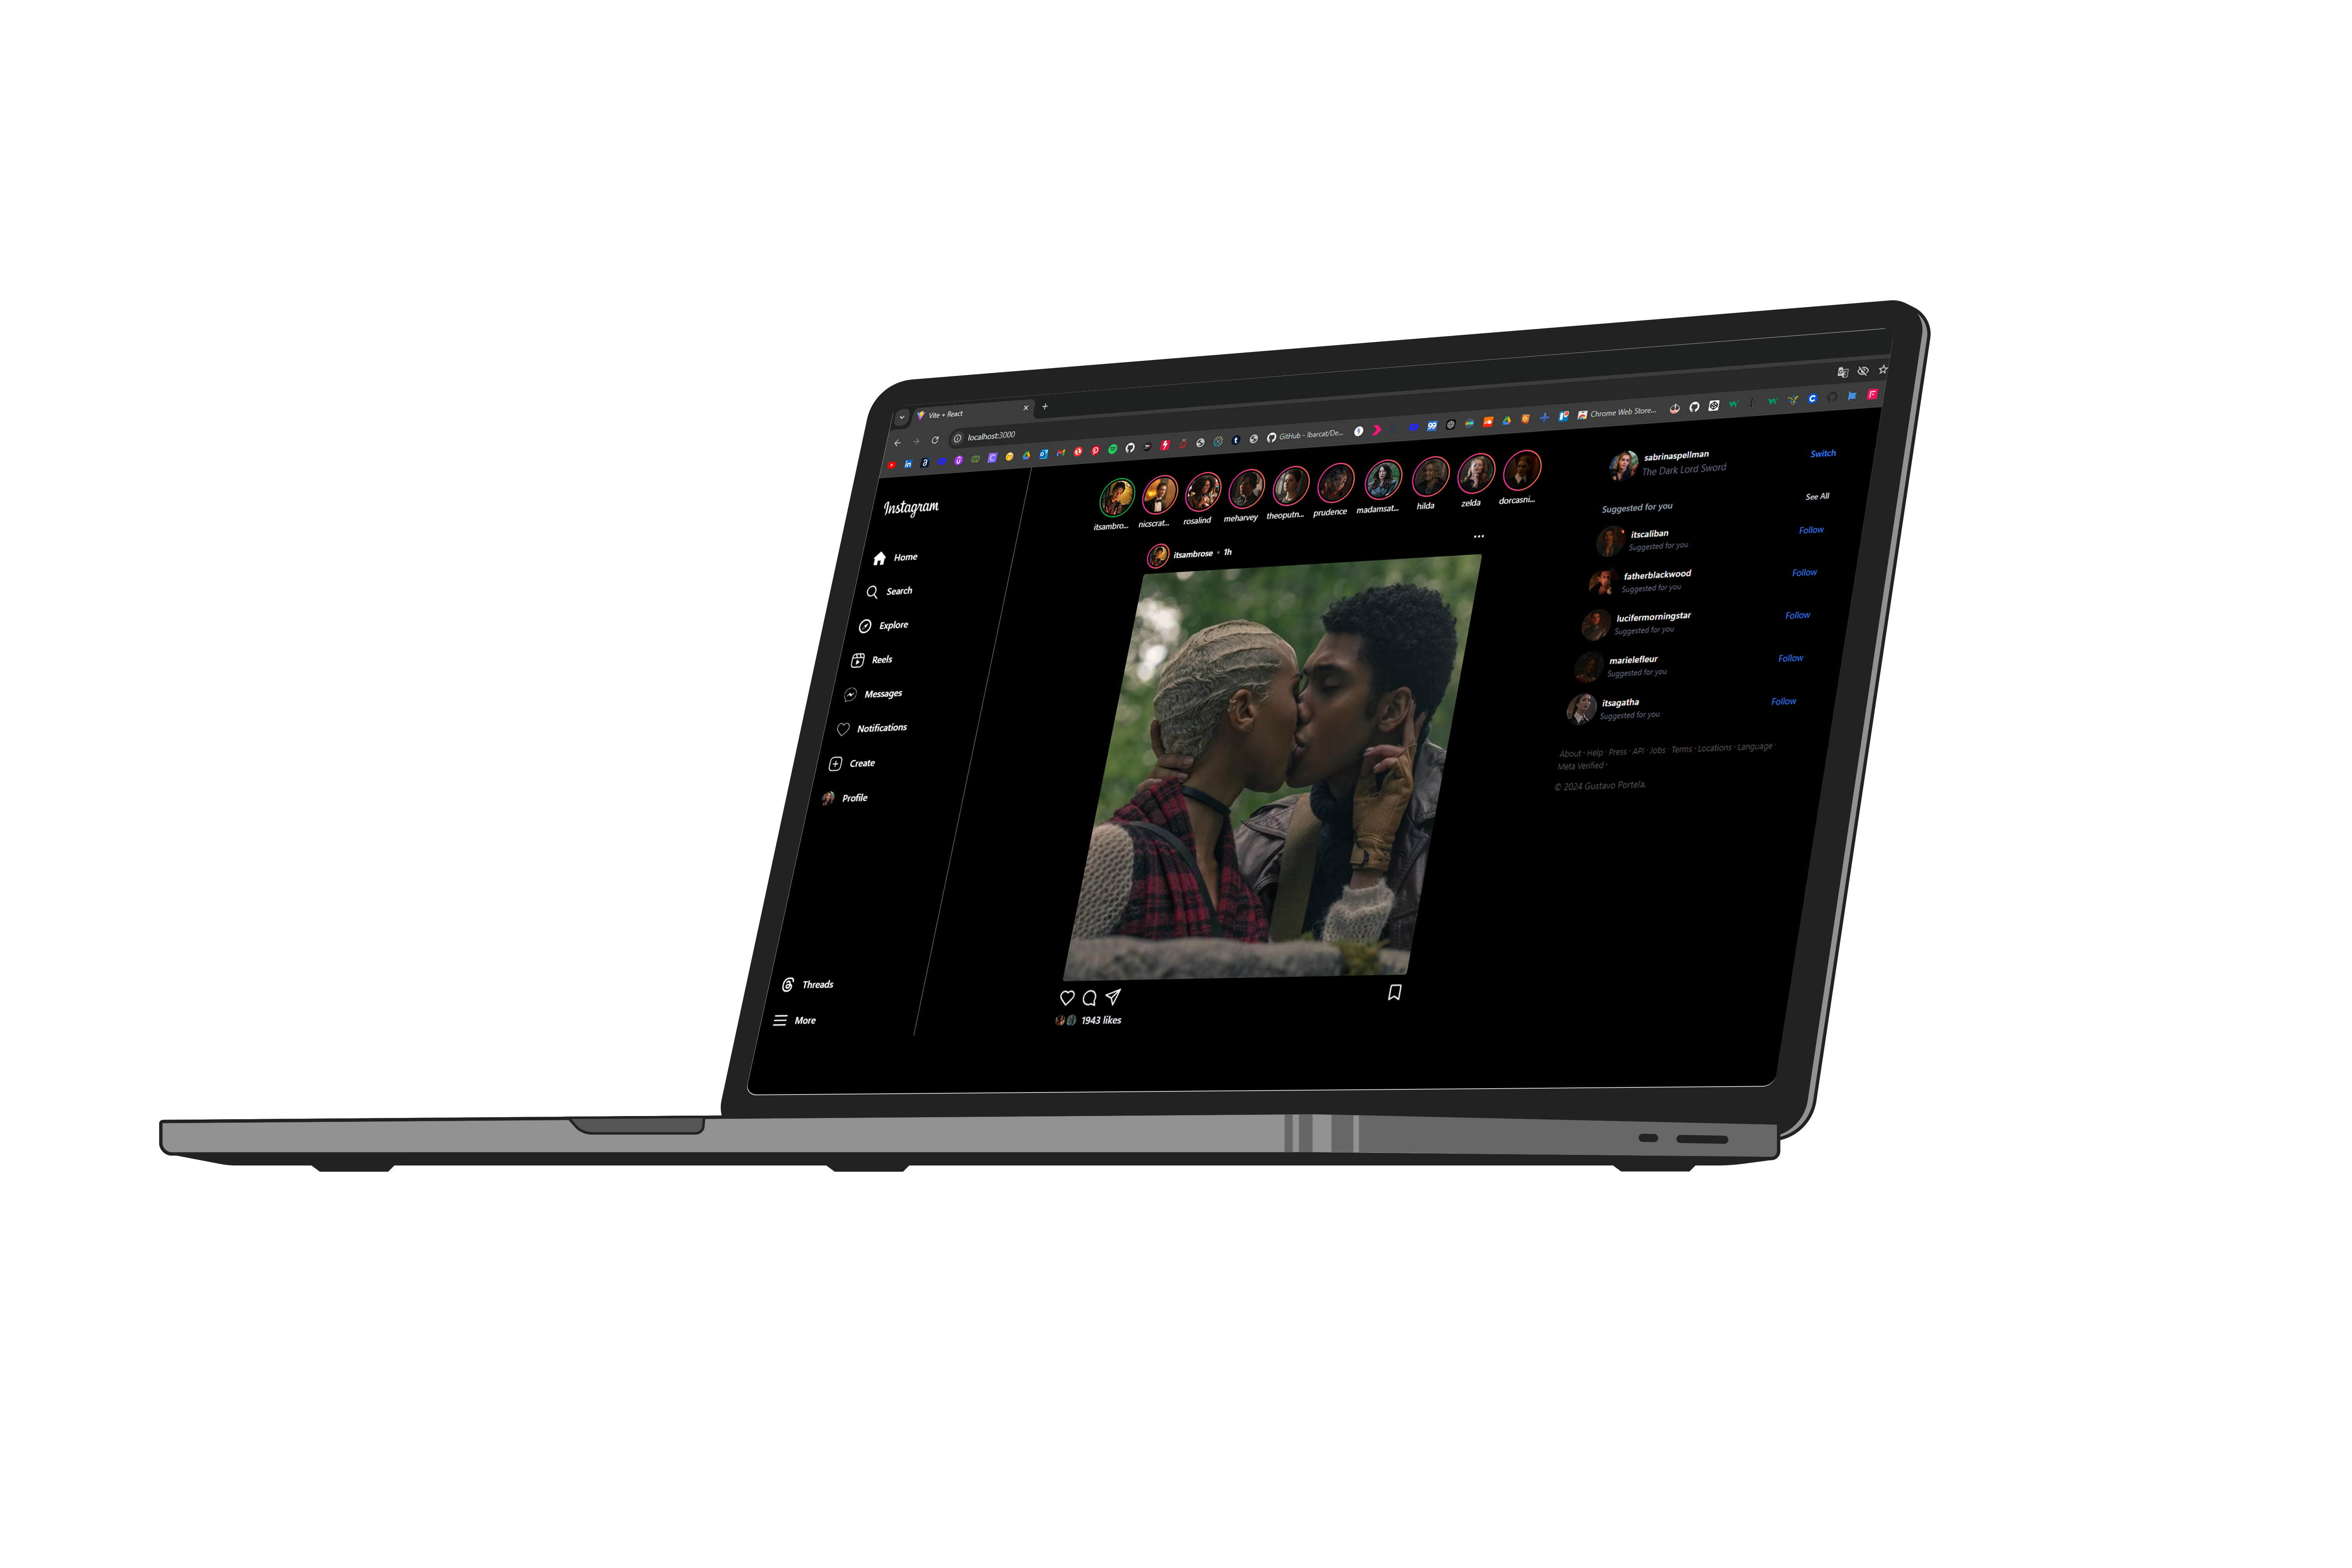 Vite + React
localhost:3000
GitHub - lbarcat/De...
Chrome Web Store...
Instagram
Home
Search
Explore
Reels
Messages
Notifications
Create
Profile
Threads
More
itsambro...
nicscrat...
rosalind
meharvey
theoputn...
prudence
madamsat...
hilda
zelda
dorcasni...
itsambrose • 1h
1943 likes
sabrinaspellman
The Dark Lord Sword
Switch
Suggested for you
See All
itscaliban
Suggested for you
Follow
fatherblackwood
Suggested for you
Follow
lucifermorningstar
Suggested for you
Follow
marielefleur
Suggested for you
Follow
itsagatha
Suggested for you
Follow
About · Help · Press · API · Jobs · Terms · Locations · Language ·
Meta Verified ·
© 2024 Gustavo Portela.